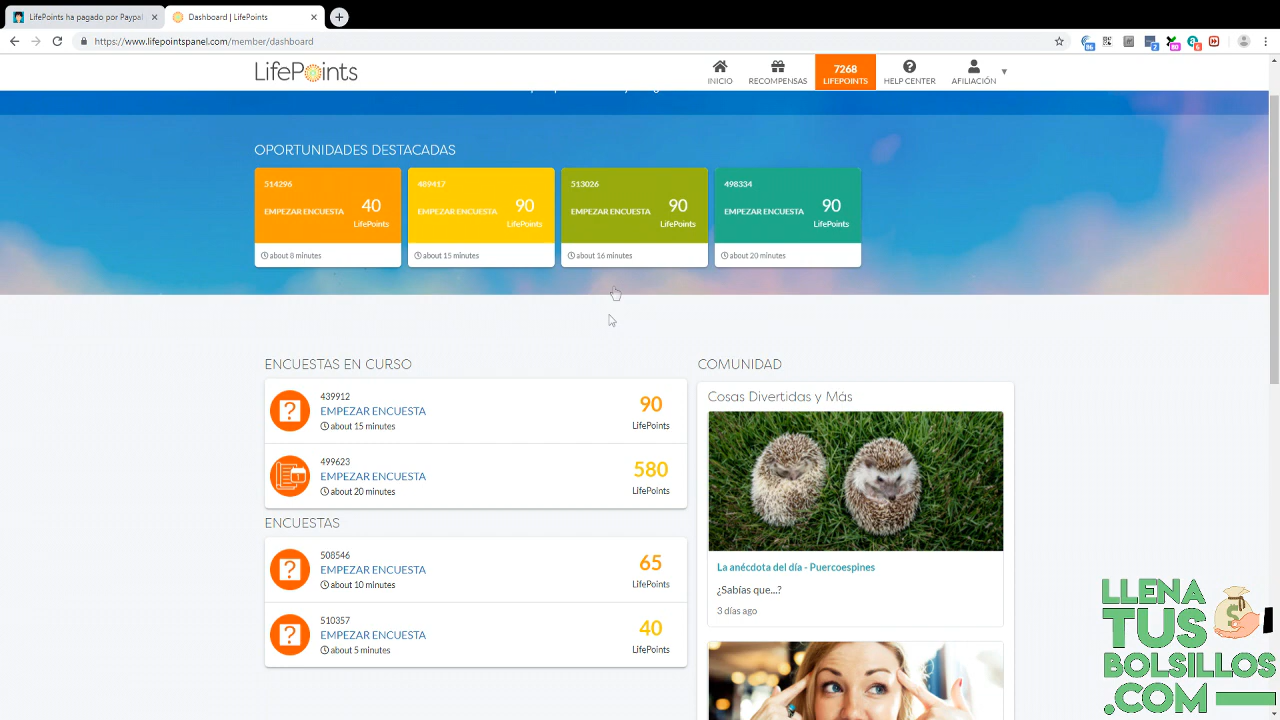 LifePoints ha pagado por Paypal
Dashboard | LifePoints
https://www.lifepointspanel.com/member/dashboard
LifePoints
INICIO
RECOMPENSAS
7268
LIFEPOINTS
HELP CENTER
AFILIACIÓN
OPORTUNIDADES DESTACADAS
514296
EMPEZAR ENCUESTA
40
LifePoints
about 8 minutes
489417
EMPEZAR ENCUESTA
90
LifePoints
about 15 minutes
513026
EMPEZAR ENCUESTA
90
LifePoints
about 16 minutes
498334
EMPEZAR ENCUESTA
90
LifePoints
about 20 minutes
ENCUESTAS EN CURSO
439912
EMPEZAR ENCUESTA
about 15 minutes
90
LifePoints
499623
EMPEZAR ENCUESTA
about 20 minutes
580
LifePoints
ENCUESTAS
508546
EMPEZAR ENCUESTA
about 10 minutes
65
LifePoints
510357
EMPEZAR ENCUESTA
about 5 minutes
40
LifePoints
COMUNIDAD
Cosas Divertidas y Más
La anécdota del día - Puercoespines
¿Sabías que...?
3 días ago
LLENA
TUS
BOLSILLOS
.COM